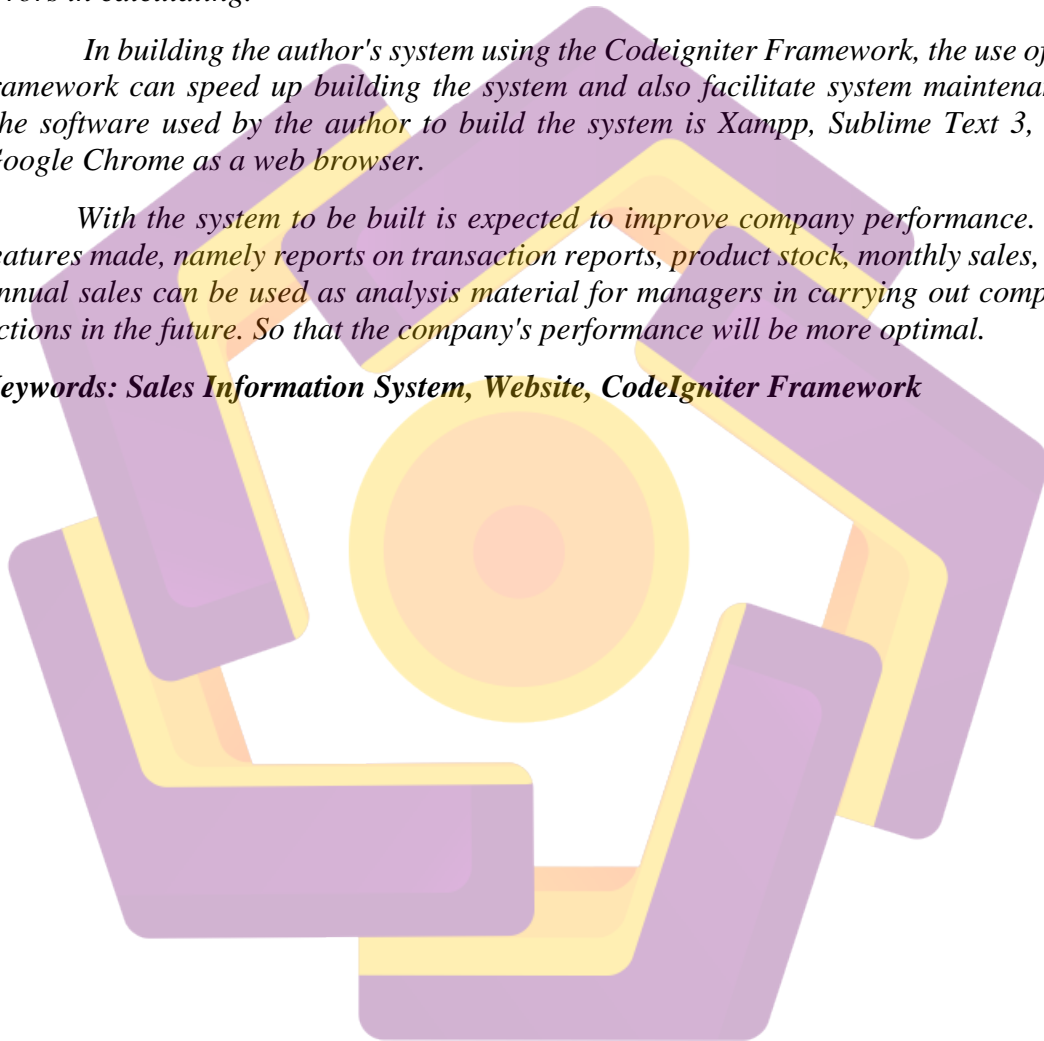 rrors in calculating.
In building the author's system using the Codeigniter Framework, the use of
ramework can speed up building the system and also facilitate system maintena
he software used by the author to build the system is Xampp, Sublime Text 3,
Google Chrome as a web browser.
With the system to be built is expected to improve company performance.
eatures made, namely reports on transaction reports, product stock, monthly sales,
nnual sales can be used as analysis material for managers in carrying out comp
ctions in the future. So that the company's performance will be more optimal.
Keywords: Sales Information System, Website, CodeIgniter Framework